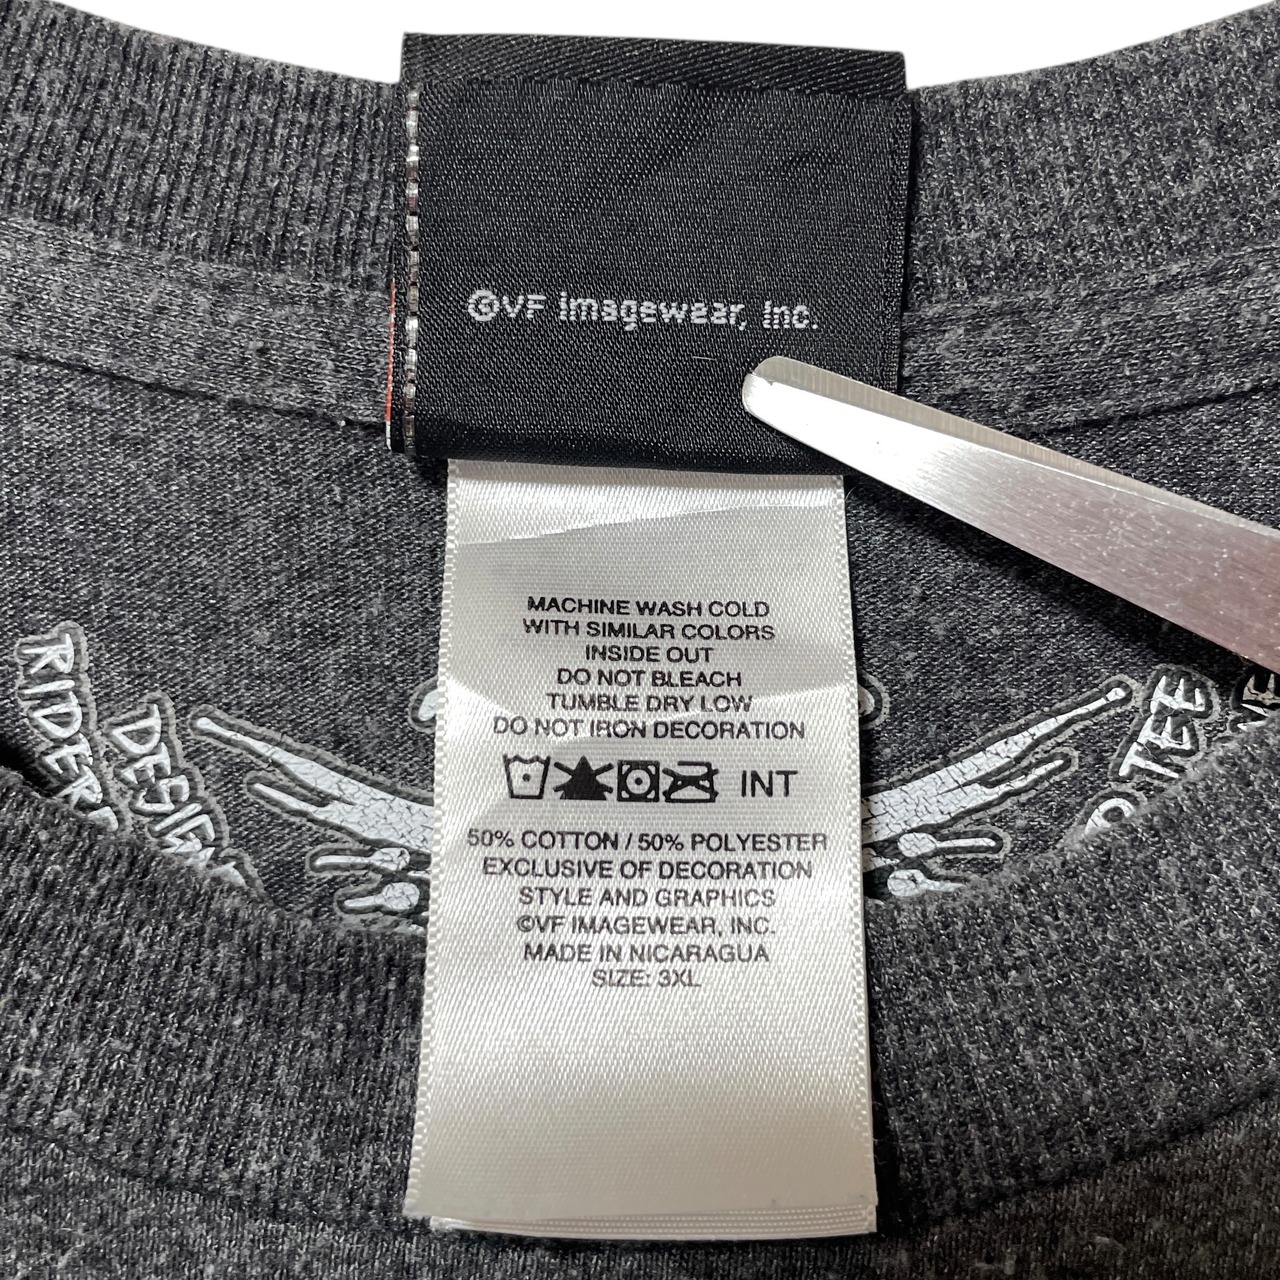 ©VF Imagewear, Inc.
MACHINE WASH COLD
WITH SIMILAR COLORS
INSIDE OUT
DO NOT BLEACH
TUMBLE DRY LOW
DO NOT IRON DECORATION
INT
50% COTTON / 50% POLYESTER
EXCLUSIVE OF DECORATION
STYLE AND GRAPHICS
©VF IMAGEWEAR, INC.
MADE IN NICARAGUA
SIZE: 3XL
TEE